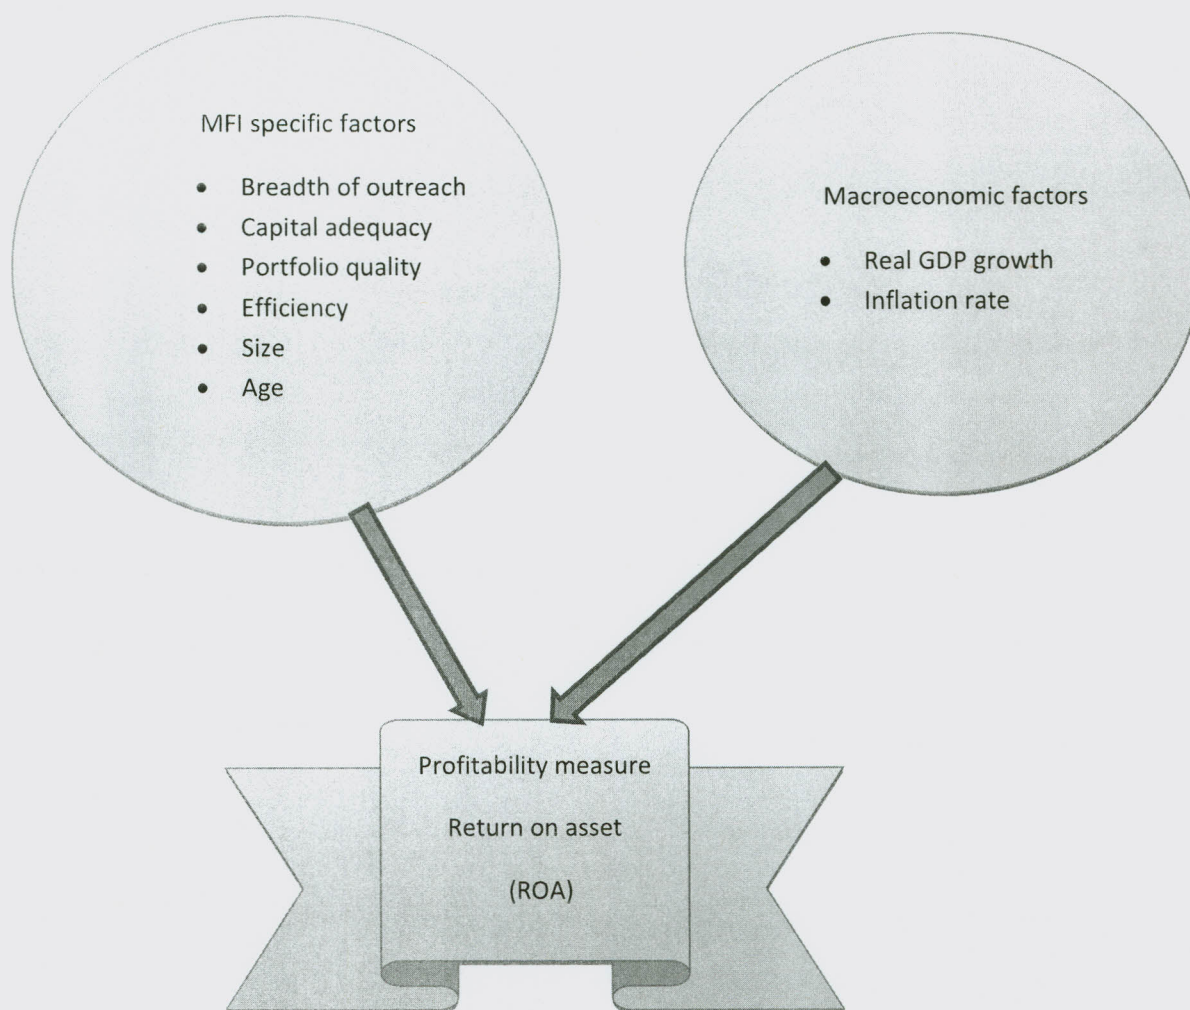 MFI specific factors
• Breadth of outreach
• Capital adequacy
• Portfolio quality
• Efficiency
• Size
• Age
Macroeconomic factors
• Real GDP growth
• Inflation rate
Profitability measure
Return on asset
(ROA)